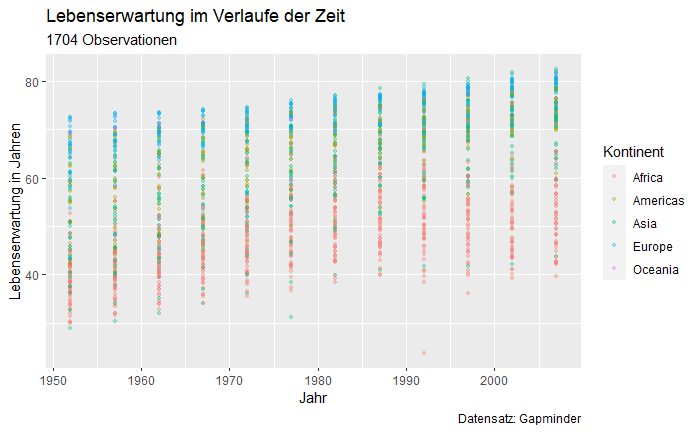 Lebenserwartung im Verlaufe der Zeit
1704 Observationen
Lebenserwartung in Jahren
80
60
40
1950 1960 1970 1980 1990 2000
Jahr
Kontinent
Africa
Americas
Asia
Europe
Oceania
Datensatz: Gapminder